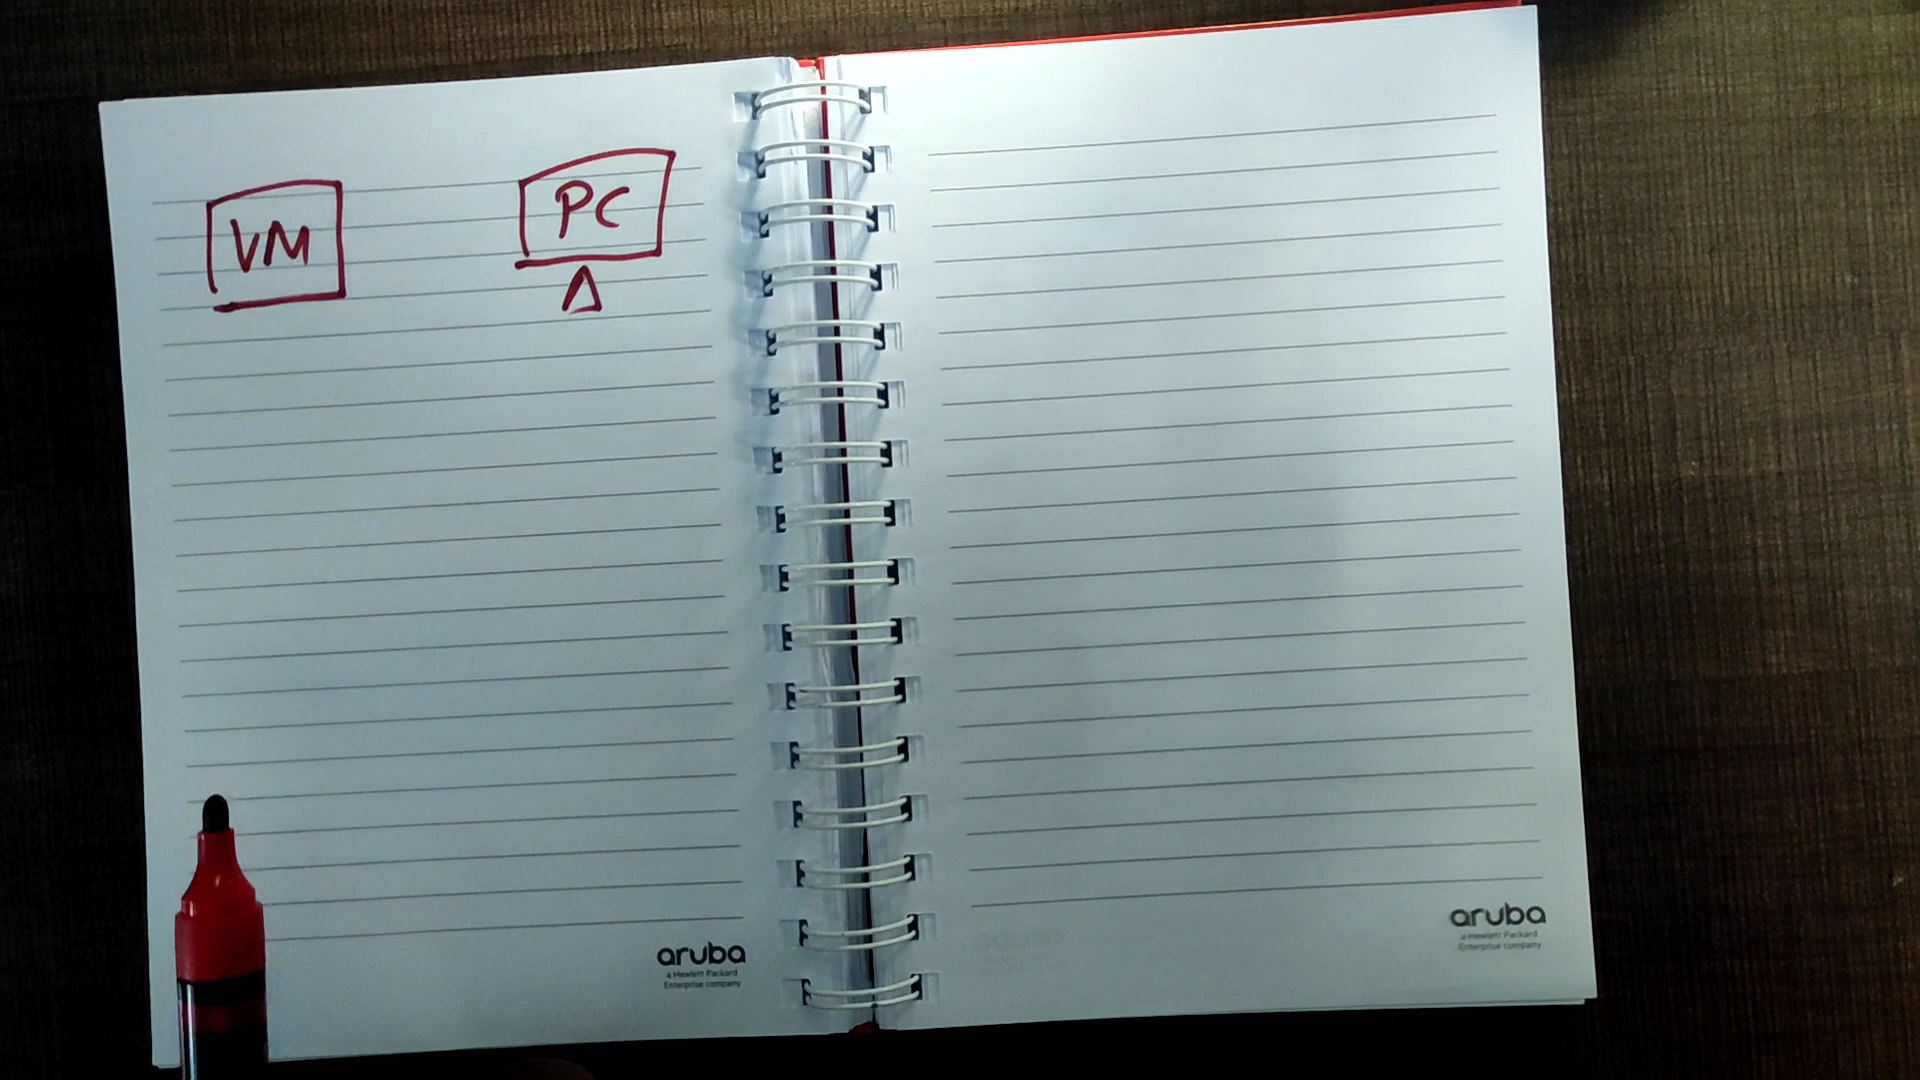 VM
PC
aruba
a Hewlett Packard
Enterprise company
aruba
a Hewlett Packard
Enterprise company